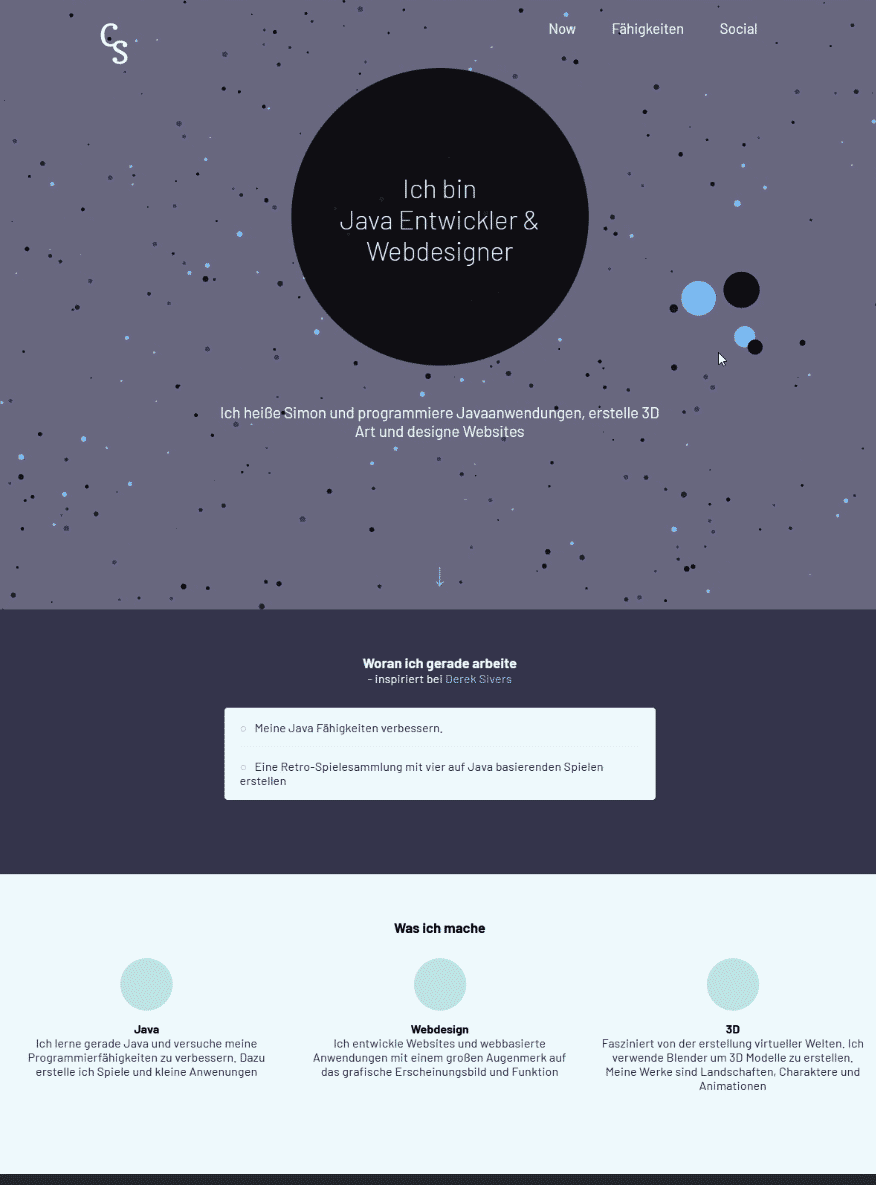 CS
Now Fähigkeiten Social
Ich bin
Java Entwickler &
Webdesigner
Ich heiße Simon und programmiere Javaanwendungen, erstelle 3D
Art und designe Websites
Woran ich gerade arbeite
- inspiriert bei Derek Sivers
Meine Java Fähigkeiten verbessern.
Eine Retro-Spielesammlung mit vier auf Java basierenden Spielen
erstellen
Was ich mache
Java
Ich lerne gerade Java und versuche meine
Programmierfähigkeiten zu verbessern. Dazu
erstelle ich Spiele und kleine Anwenungen
Webdesign
Ich entwickle Websites und webbasierte
Anwendungen mit einem großen Augenmerk auf
das grafische Erscheinungsbild und Funktion
3D
Fasziniert von der erstellung virtueller Welten. Ich
verwende Blender um 3D Modelle zu erstellen.
Meine Werke sind Landschaften, Charaktere und
Animationen